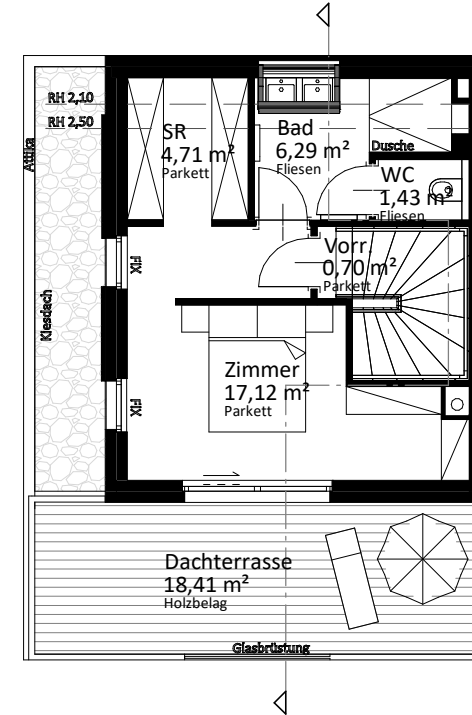 RH 2,10
RH 2,50
Attika
SR
4,71 m²
Parkett
Bad
6,29 m²
Fliesen
Dusche
WC
1,43 m²
Fliesen
Vorr.
0,70 m²
Parkett
FIX
Kiesdach
Zimmer
17,12 m²
Parkett
FIX
Dachterrasse
18,41 m²
Holzbelag
Glasbrüstung